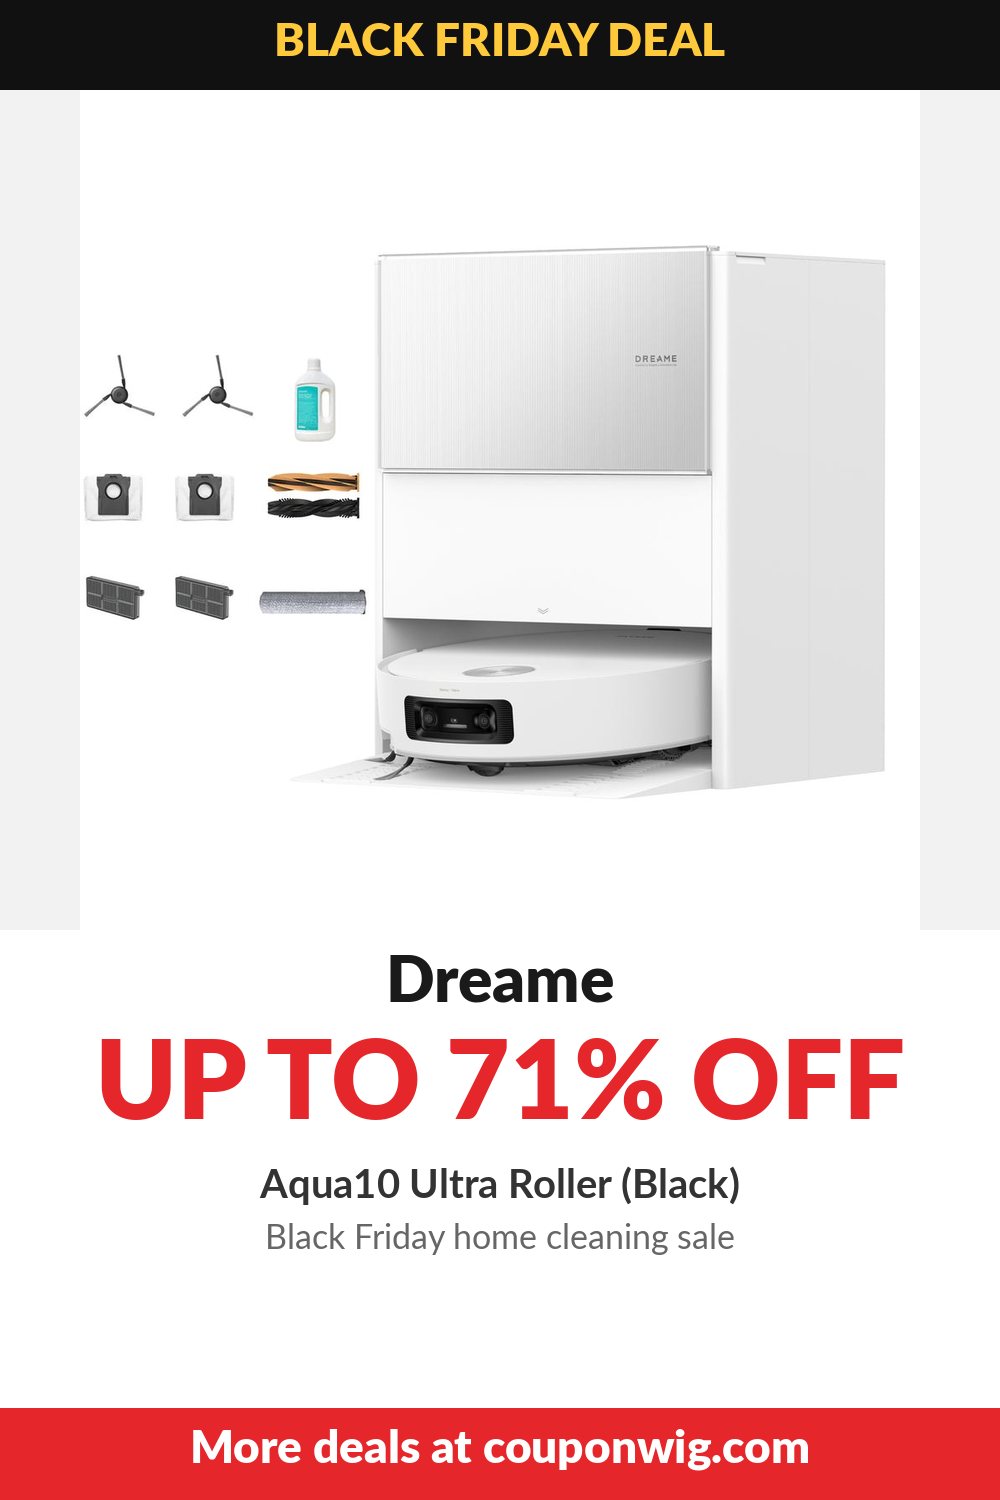 BLACK FRIDAY DEAL
DREAME
Dreame
UP TO 71% OFF
Aqua10 Ultra Roller (Black)
Black Friday home cleaning sale
More deals at couponwig.com